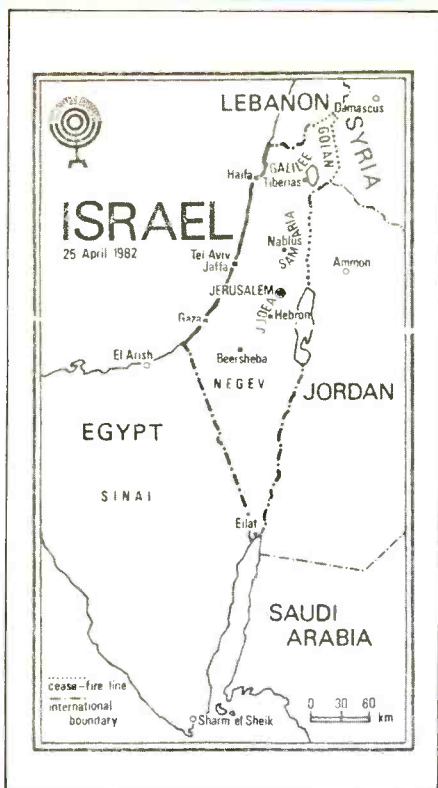 LEBANON
Damascus
SYRIA
GOLAN
GALILEE
Haifa
Tiberias
ISRAEL
25 April 1982
SAMARIA
Nablus
Tel Aviv
Jaffa
Ammon
JERUSALEM
JUDEA
Hebron
Gaza
El Arish
Beersheba
NEGEV
JORDAN
EGYPT
SINAI
Eilat
SAUDI
ARABIA
cease-fire line
international
boundary
0 30 60
km
Sharm el Sheik